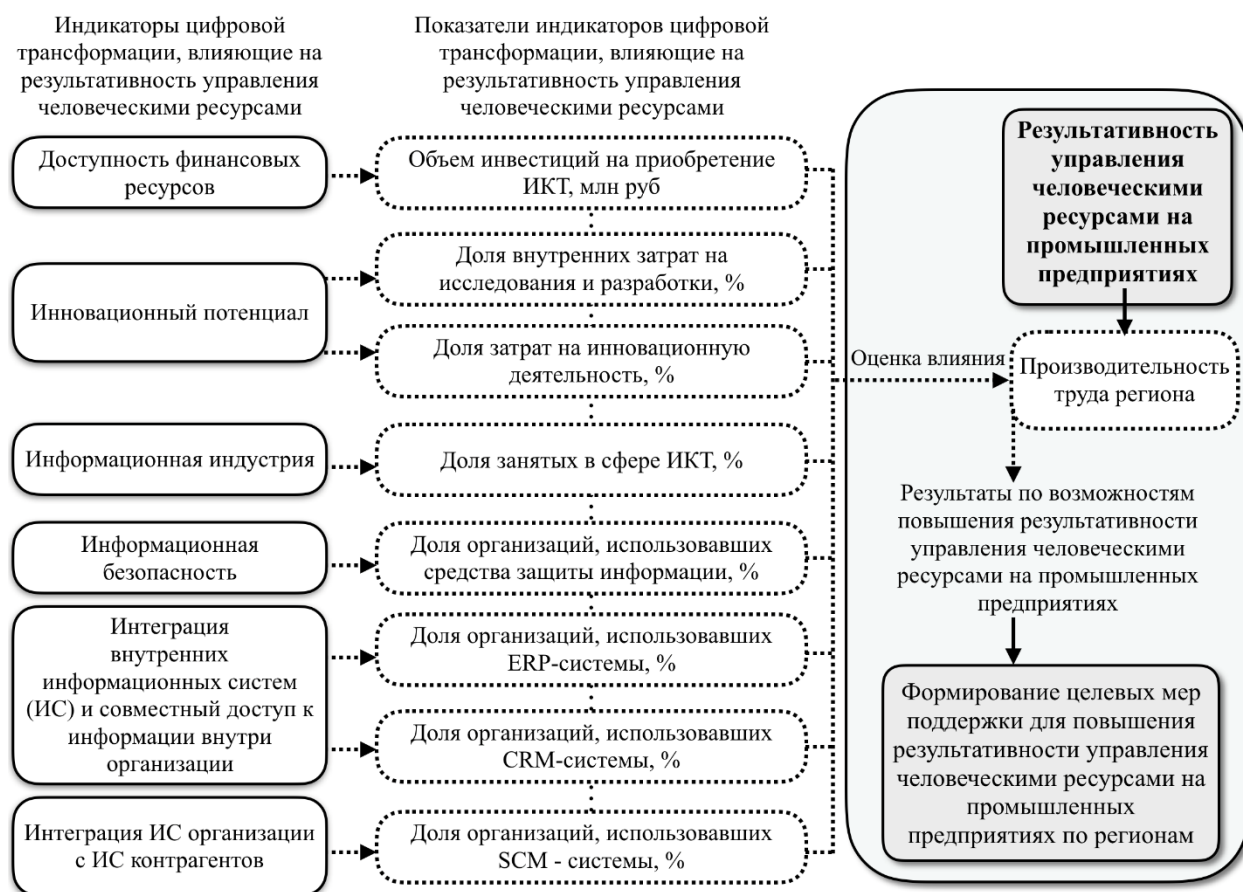 Индикаторы цифровой
трансформации, влияющие на
результативность управления
человеческими ресурсами
Показатели индикаторов цифровой
трансформации, влияющие на
результативность управления
человеческими ресурсами
Доступность финансовых
ресурсов
Объем инвестиций на приобретение
ИКТ, млн руб
Инновационный потенциал
Доля внутренних затрат на
исследования и разработки, %
Доля затрат на инновационную
деятельность, %
Информационная индустрия
Доля занятых в сфере ИКТ, %
Информационная
безопасность
Доля организаций, использовавших
средства защиты информации, %
Интеграция
внутренних
информационных систем
(ИС) и совместный доступ к
информации внутри
организации
Доля организаций, использовавших
ERP-системы, %
Доля организаций, использовавших
CRM-системы, %
Интеграция ИС организации
с ИС контрагентов
Доля организаций, использовавших
SCM - системы, %
Оценка влияния
Результативность
управления
человеческими
ресурсами на
промышленных
предприятиях
Производительность
труда региона
Результаты по возможностям
повышения результативности
управления человеческими
ресурсами на промышленных
предприятиях
Формирование целевых мер
поддержки для повышения
результативности управления
человеческими ресурсами на
промышленных
предприятиях по регионам